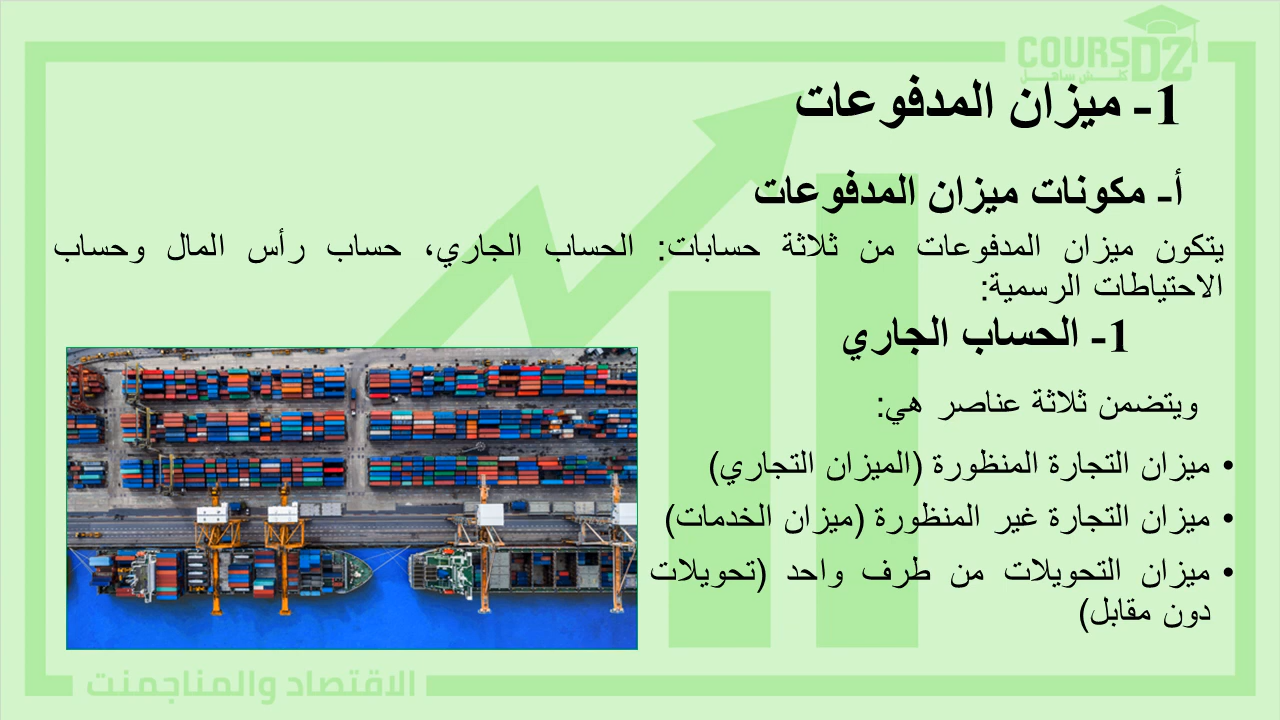 COURSDZ
كلش ساهل
1- ميزان المدفوعات
أ- مكونات ميزان المدفوعات
يتكون ميزان المدفوعات من ثلاثة حسابات: الحساب الجاري، حساب رأس المال وحساب
الاحتياطات الرسمية:
1- الحساب الجاري
ويتضمن ثلاثة عناصر هي:
• ميزان التجارة المنظورة (الميزان التجاري)
• ميزان التجارة غير المنظورة (ميزان الخدمات)
• ميزان التحويلات من طرف واحد (تحويلات
دون مقابل)
الاقتصاد والمناجمنت